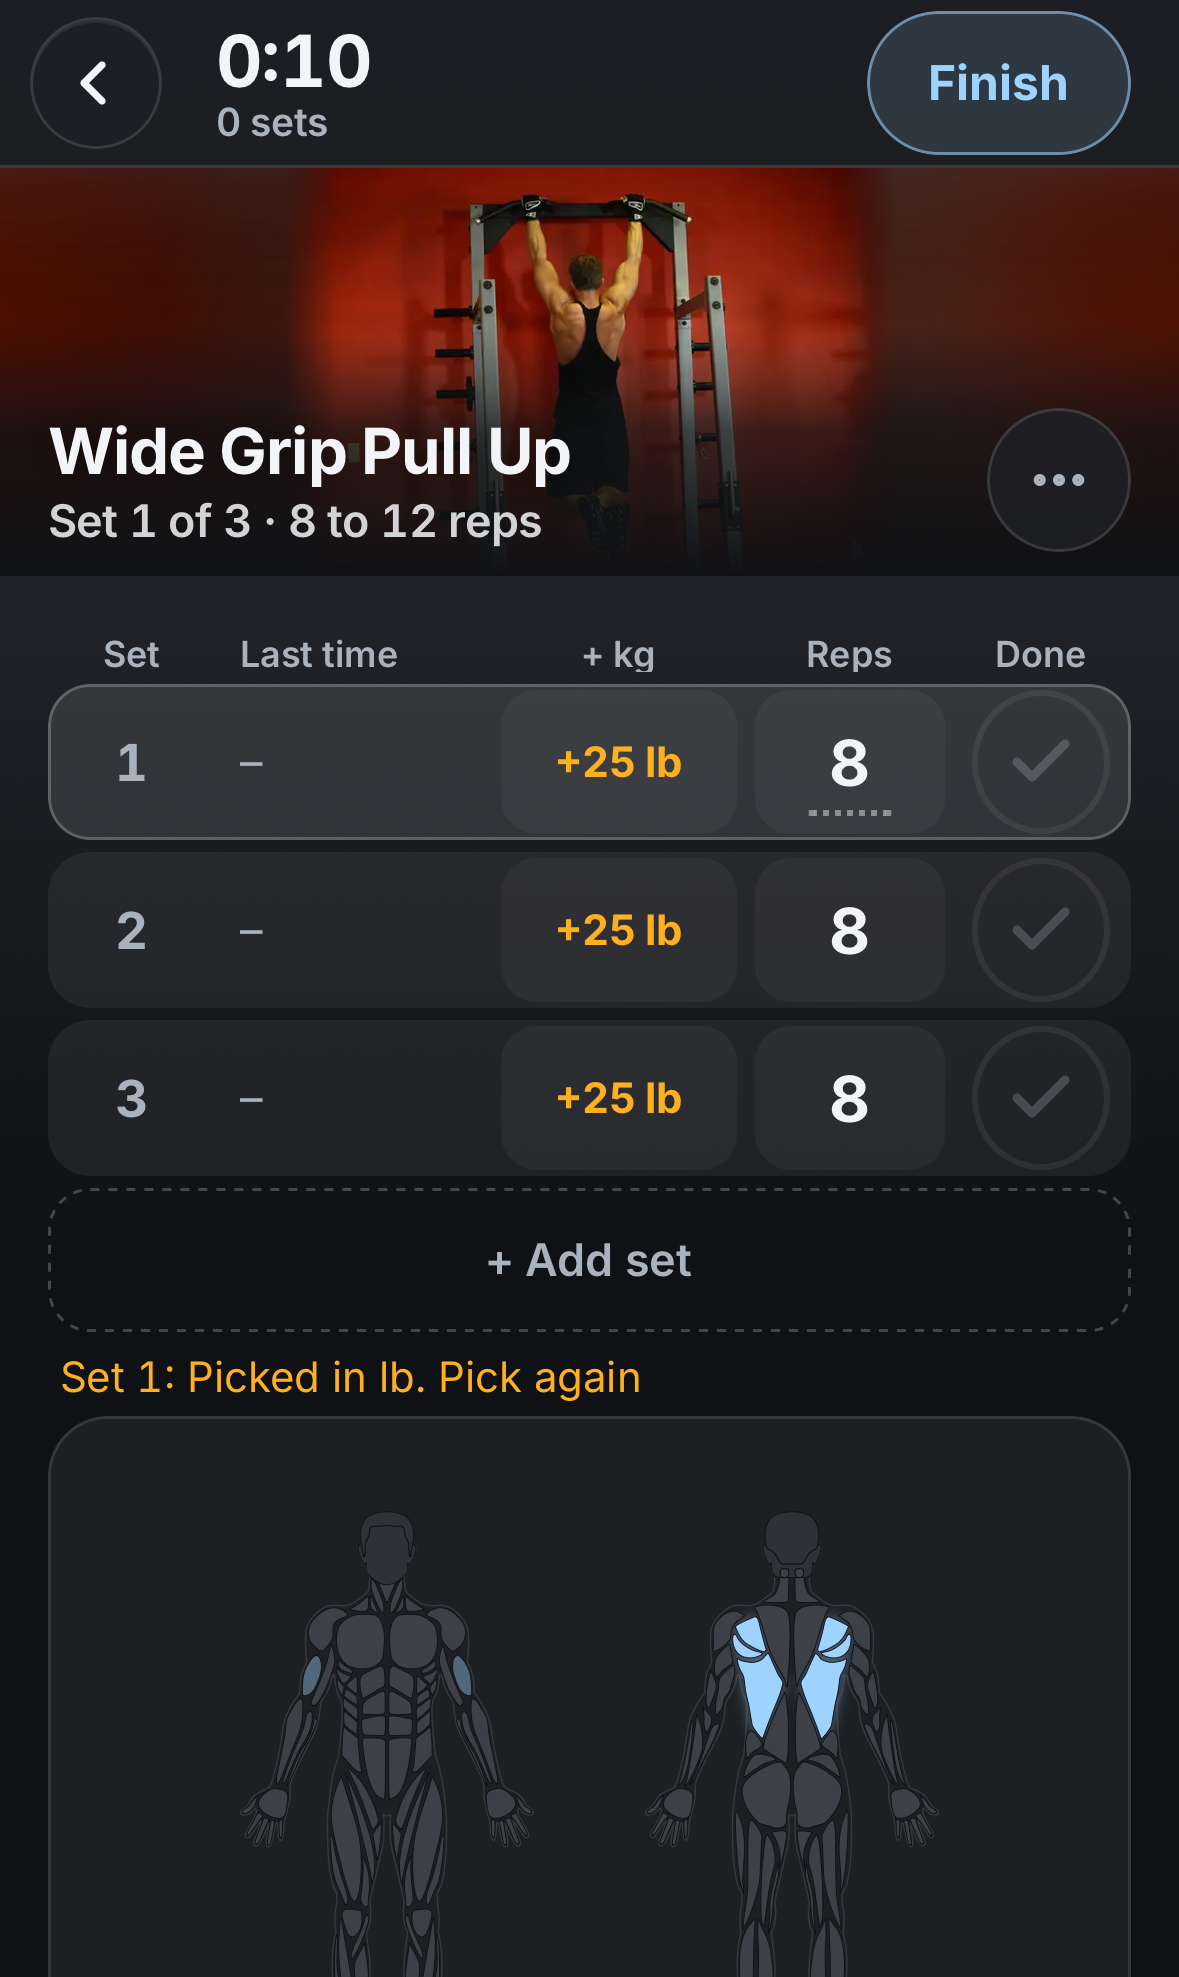 0:10
0 sets
Finish
Wide Grip Pull Up
Set 1 of 3 · 8 to 12 reps
Set Last time + kg Reps Done
1 – +25 lb 8
2 – +25 lb 8
3 – +25 lb 8
+ Add set
Set 1: Picked in lb. Pick again